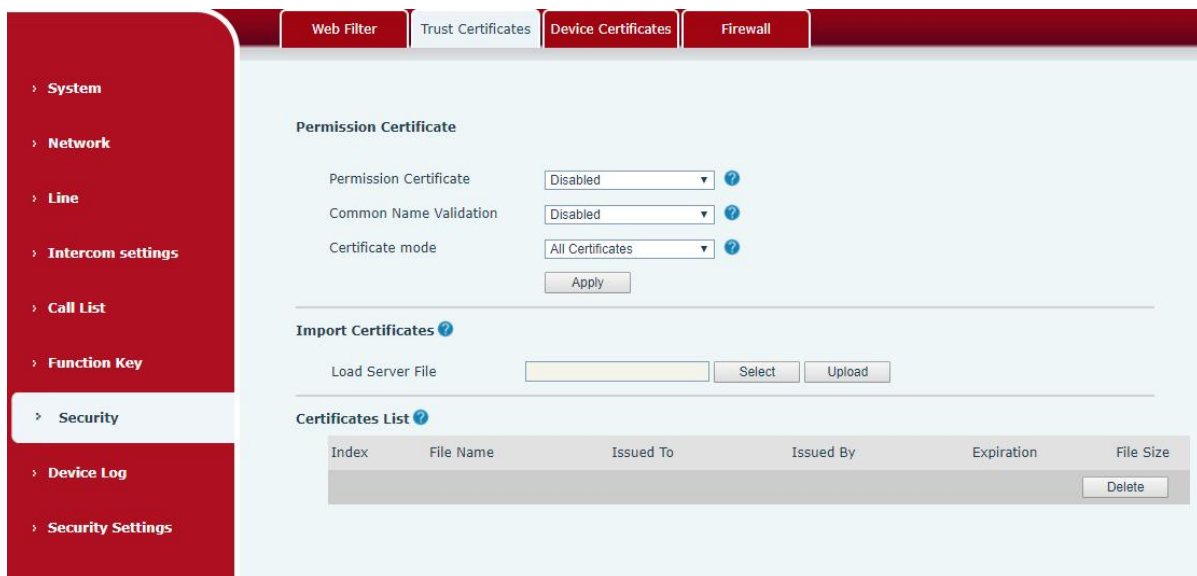 Web Filter Trust Certificates Device Certificates Firewall
› System
› Network
› Line
› Intercom settings
› Call List
› Function Key
› Security
› Device Log
› Security Settings
Permission Certificate
Permission Certificate Disabled ▼ ?
Common Name Validation Disabled ▼ ?
Certificate mode All Certificates ▼ ?
Apply
Import Certificates ?
Load Server File Select Upload
Certificates List ?
Index File Name Issued To Issued By Expiration File Size
Delete